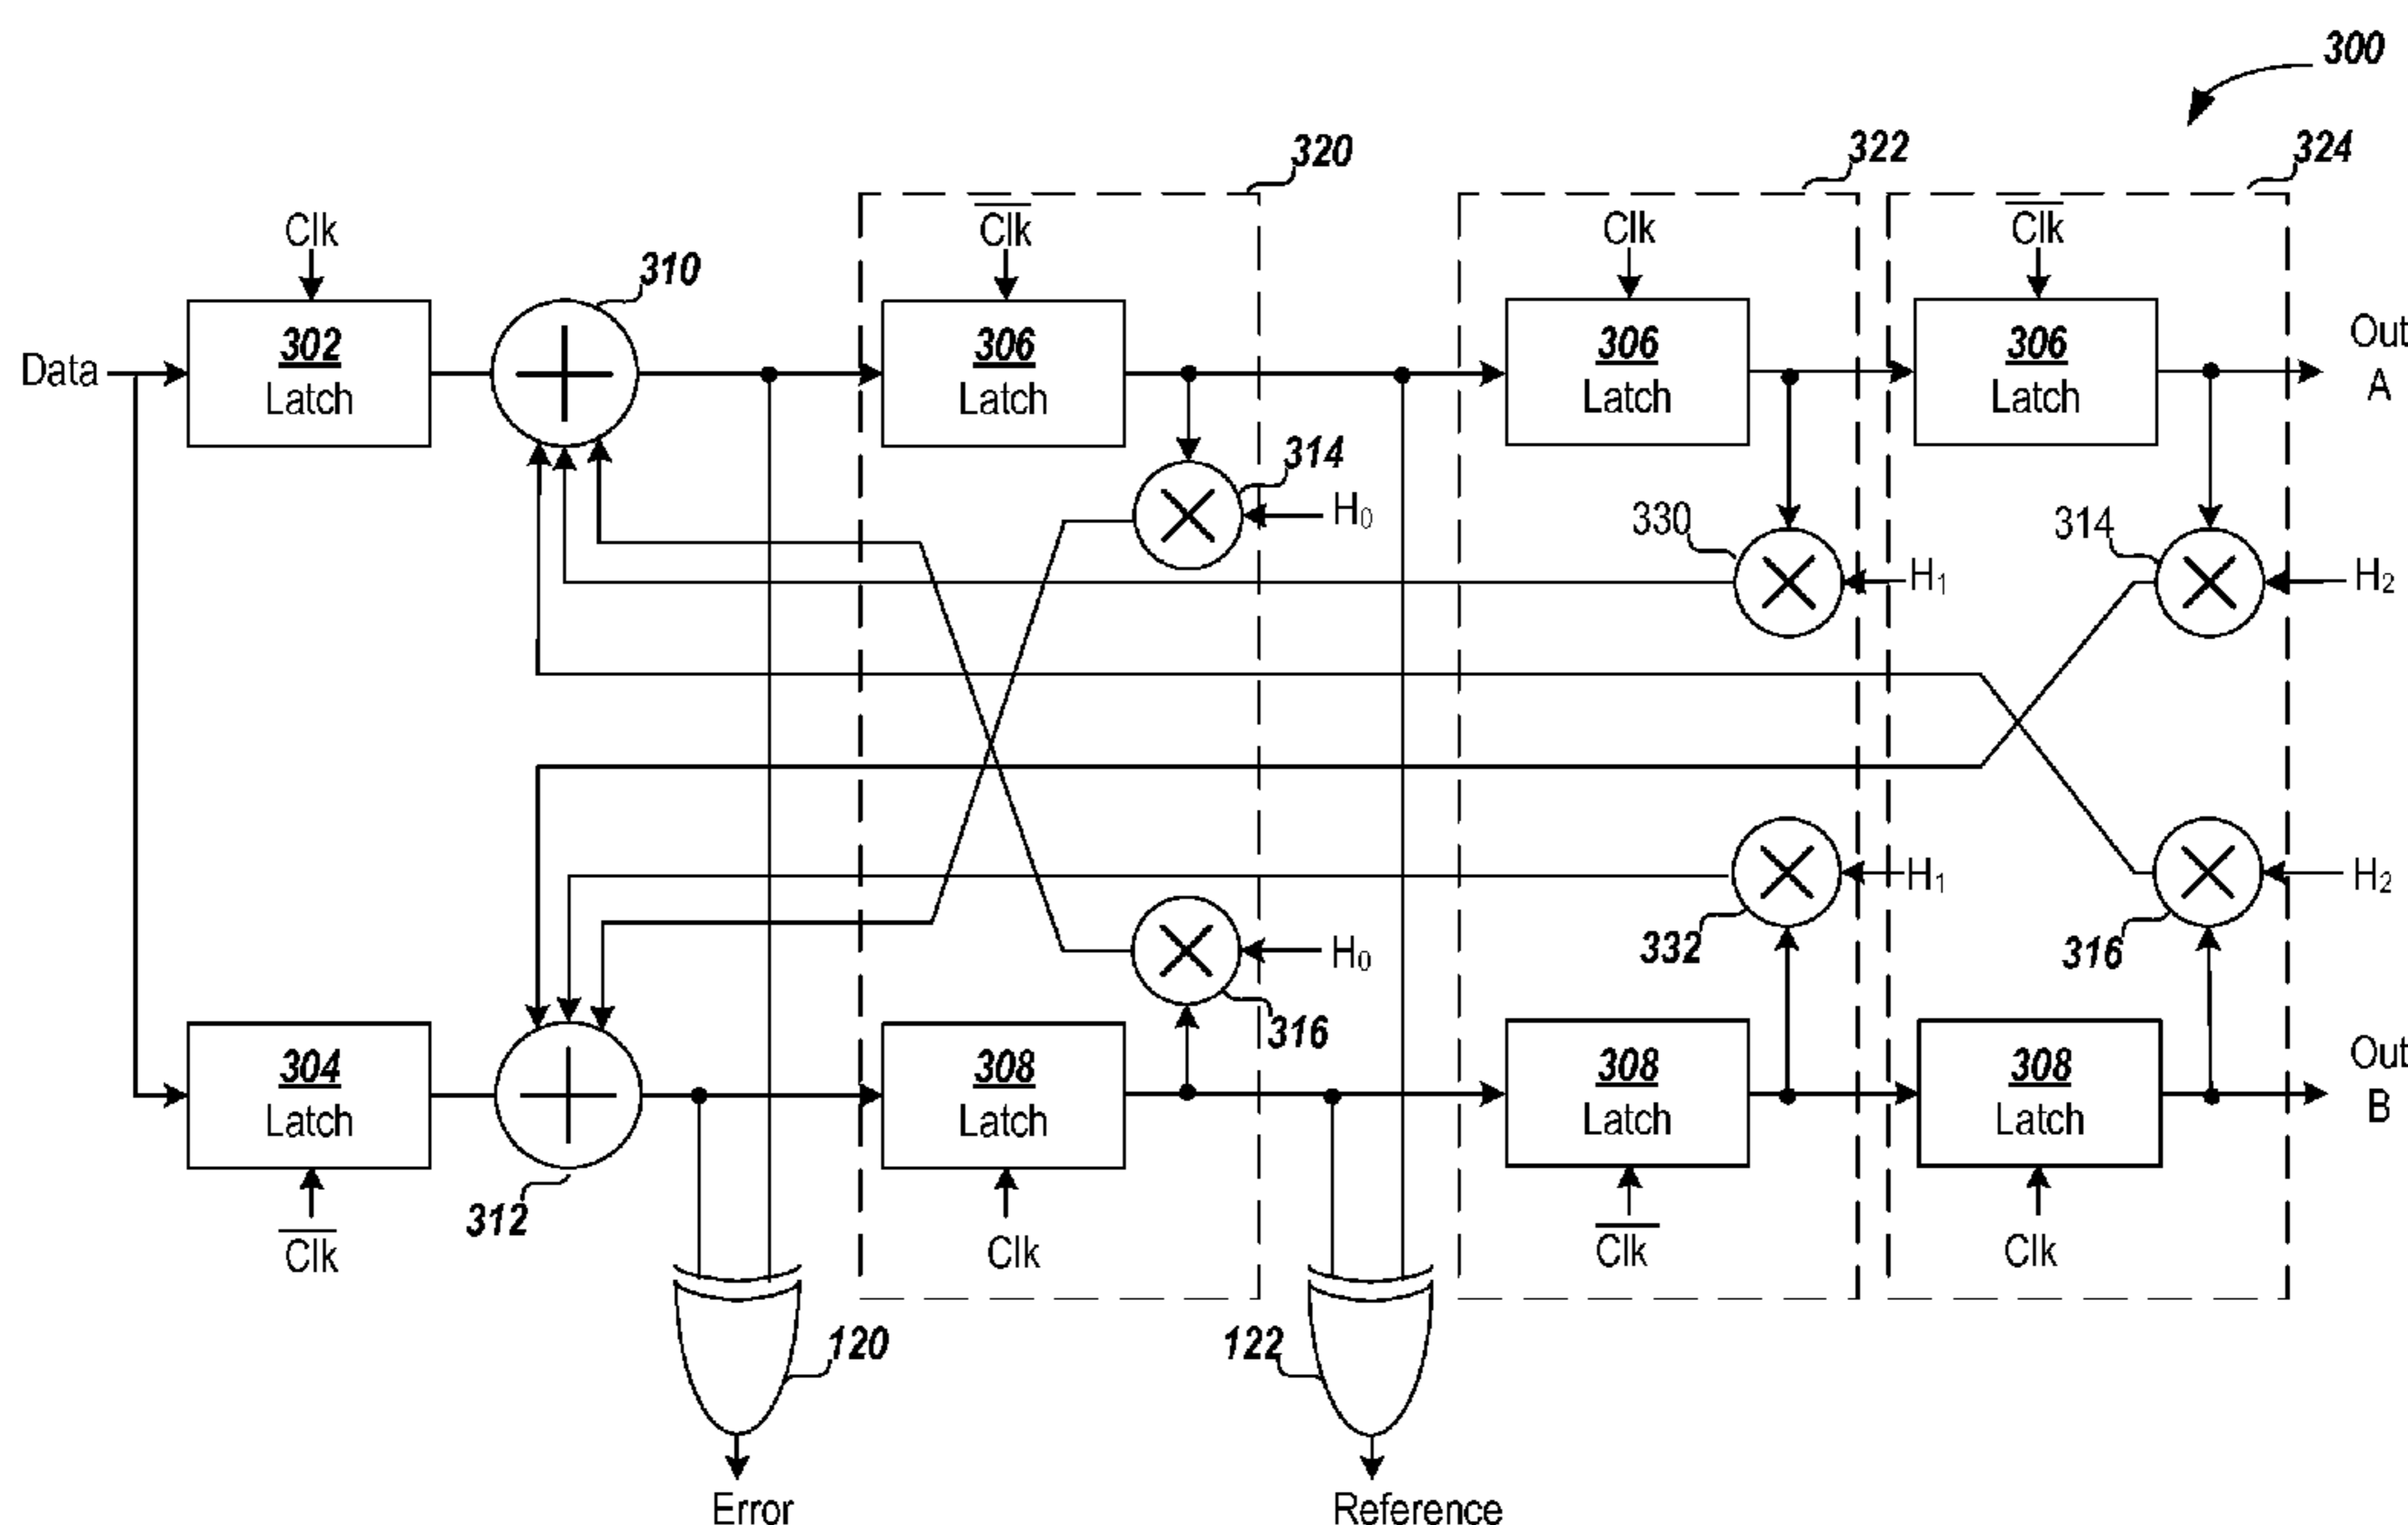 300
320
322
324
Clk
310
Clk
Clk
Clk
Data
302
Latch
306
Latch
306
Latch
306
Latch
Out
A
314
H0
330
H1
314
H2
332
H1
316
H2
316
H0
304
Latch
308
Latch
308
Latch
308
Latch
Out
B
312
Clk
Clk
Clk
Clk
120
122
Error
Reference